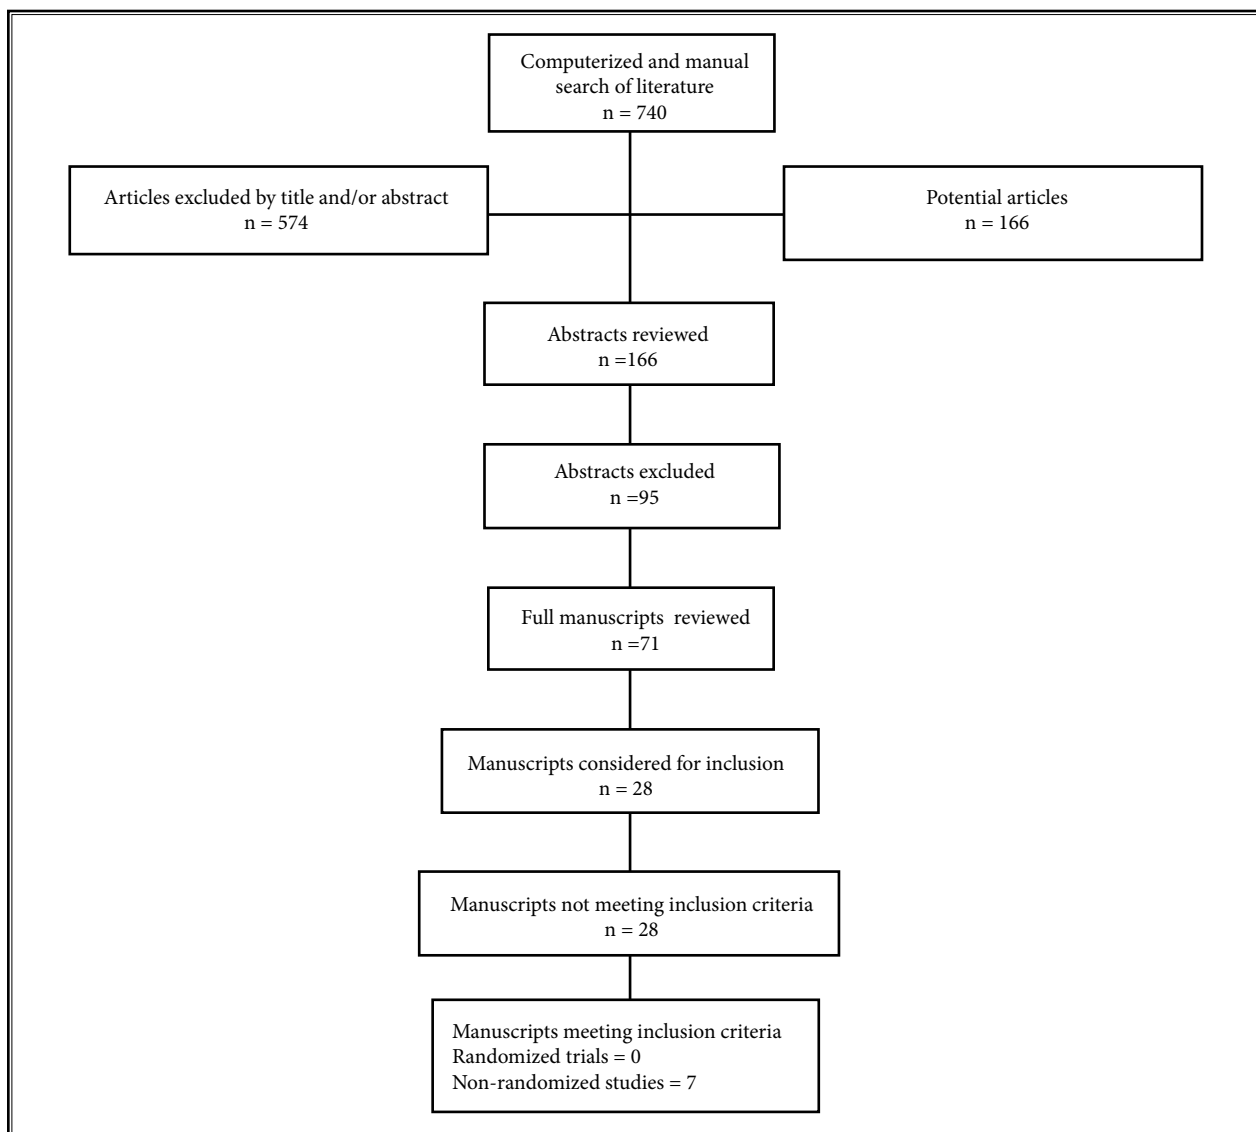 Computerized and manual
search of literature
n = 740
Articles excluded by title and/or abstract
n = 574
Potential articles
n = 166
Abstracts reviewed
n =166
Abstracts excluded
n =95
Full manuscripts  reviewed
n =71
Manuscripts considered for inclusion
n = 28
Manuscripts not meeting inclusion criteria
n = 28
Manuscripts meeting inclusion criteria
Randomized trials = 0
Non-randomized studies = 7